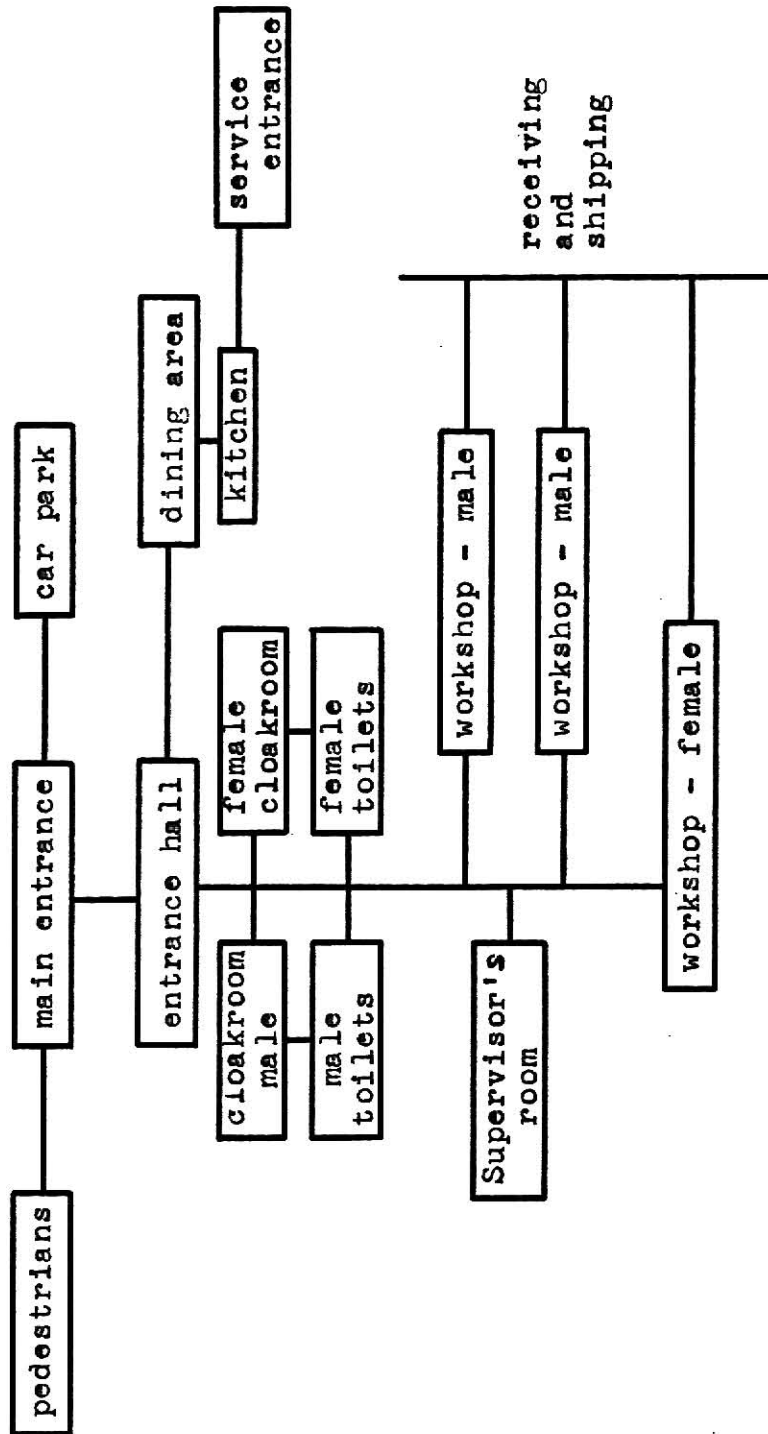 pedestrians
main entrance
car park
entrance hall
dining area
kitchen
service
entrance
cloakroom
male
female
cloakroom
male
toilets
female
toilets
Supervisor's
room
workshop - male
workshop - male
workshop - female
receiving
and
shipping